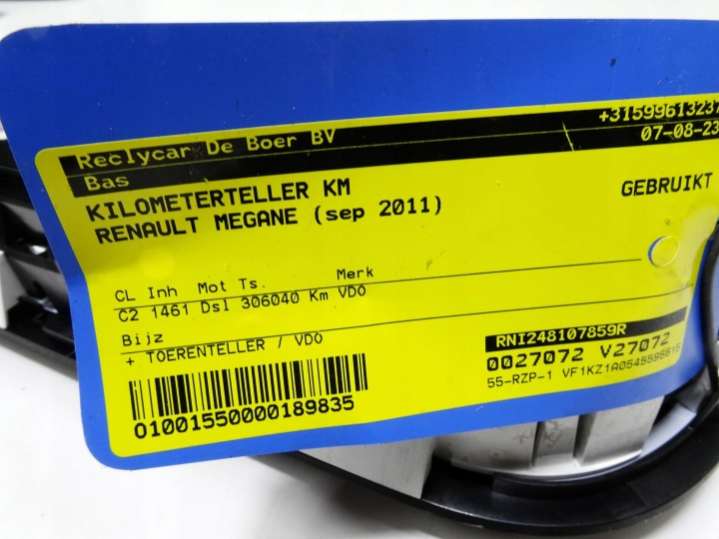 Reclycar De Boer BV +31599613237
Bas 07-08-23
KILOMETERTELLER KM GEBRUIKT
RENAULT MEGANE (sep 2011)
CL Inh Mot Ts. Merk
C2 1461 Dsl 306040 Km VDO
Bijz
+ TOERENTELLER / VDO
RNI248107859R
0027072 V27072
55-RZP-1
O1001550000189835